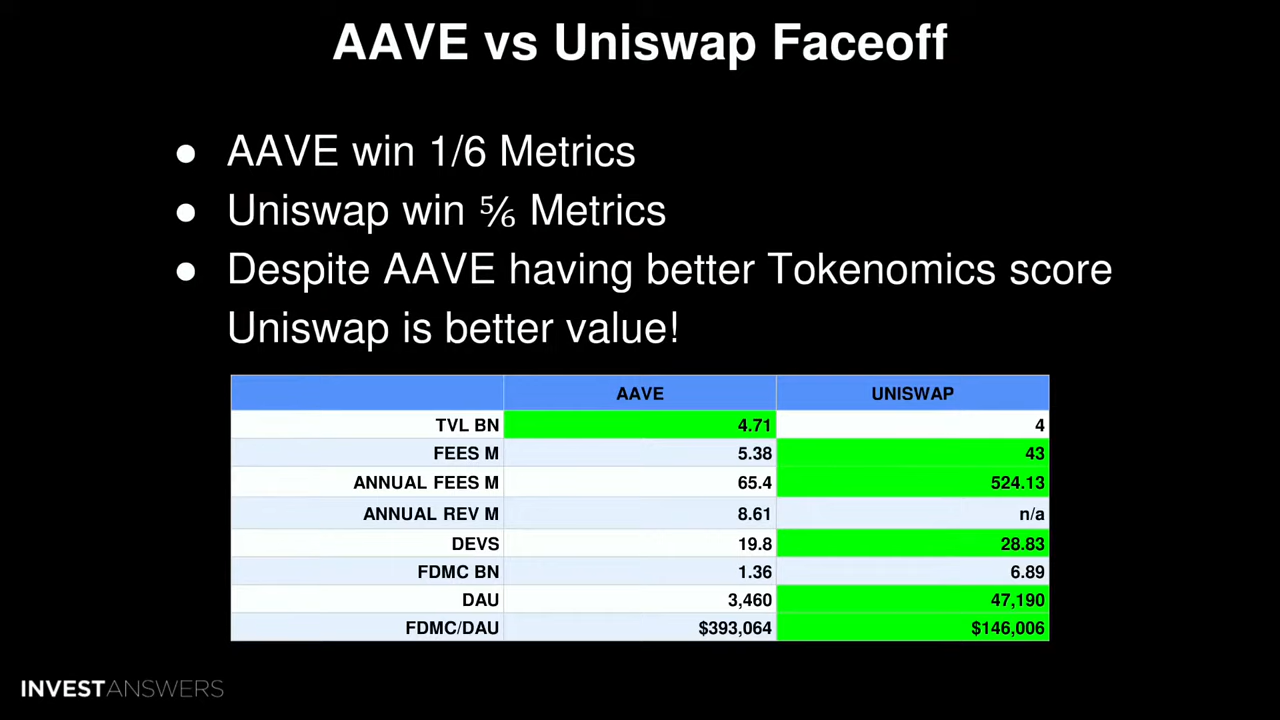 AAVE vs Uniswap Faceoff
● AAVE win 1/6 Metrics
● Uniswap win ⅚ Metrics
● Despite AAVE having better Tokenomics score
Uniswap is better value!
AAVE UNISWAP
TVL BN 4.71 4
FEES M 5.38 43
ANNUAL FEES M 65.4 524.13
ANNUAL REV M 8.61 n/a
DEVS 19.8 28.83
FDMC BN 1.36 6.89
DAU 3,460 47,190
FDMC/DAU $393,064 $146,006
INVESTANSWERS